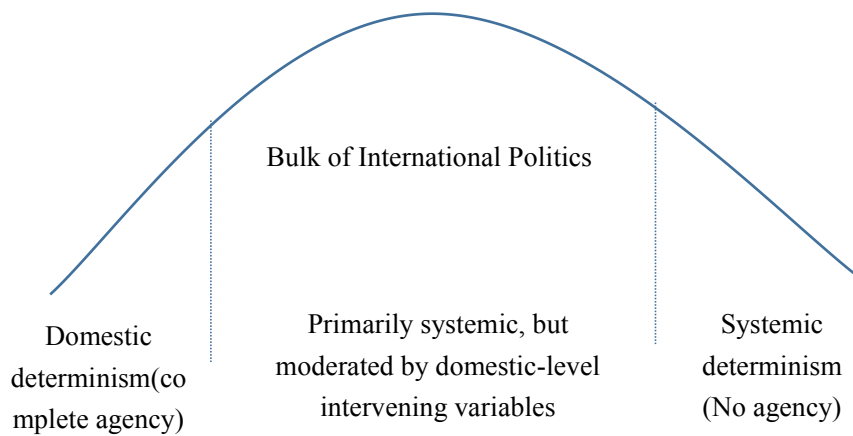 Bulk of International Politics
Domestic
determinism(co
mplete agency)
Primarily systemic, but
moderated by domestic-level
intervening variables
Systemic
determinism
(No agency)